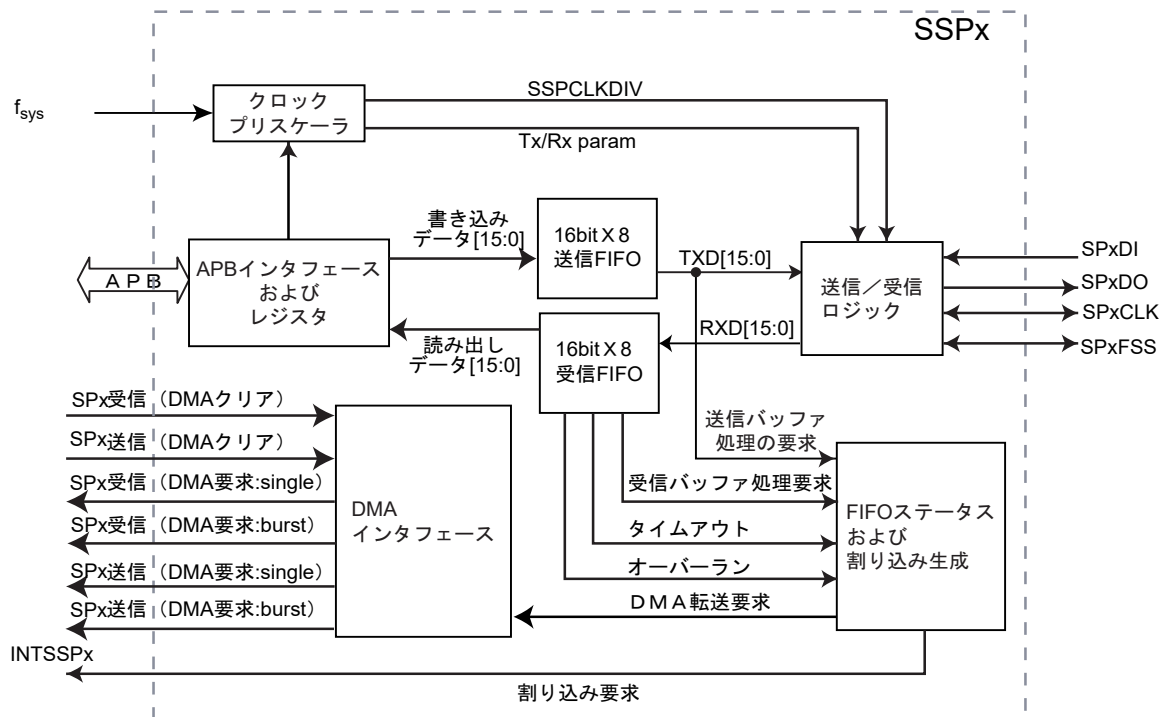 SSPx
fsys
クロック
プリスケーラ
SSPCLKDIV
Tx/Rx param
書き込み
データ[15:0]
16bitX8
送信FIFO
TXD[15:0]
SPxDI
SPxDO
SPxCLK
SPxFSS
APB
APBインタフェース
および
レジスタ
送信／受信
ロジック
読み出し
データ[15:0]
16bitX8
受信FIFO
RXD[15:0]
SPx受信（DMAクリア）
SPx送信（DMAクリア）
SPx受信（DMA要求:single）
SPx受信（DMA要求:burst）
SPx送信（DMA要求:single）
SPx送信（DMA要求:burst）
DMA
インタフェース
送信バッファ
処理の要求
受信バッファ処理要求
タイムアウト
オーバーラン
ＤＭＡ転送要求
FIFOステータス
および
割り込み生成
INTSSPx
割り込み要求